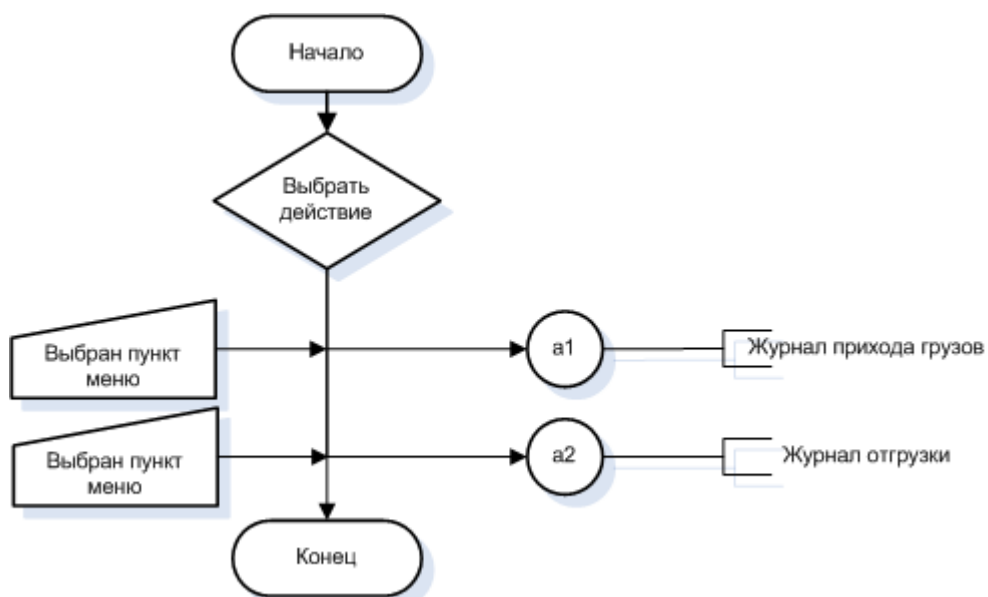 Начало
Выбрать
действие
Выбран пункт
меню
a1
Журнал прихода грузов
Выбран пункт
меню
a2
Журнал отгрузки
Конец